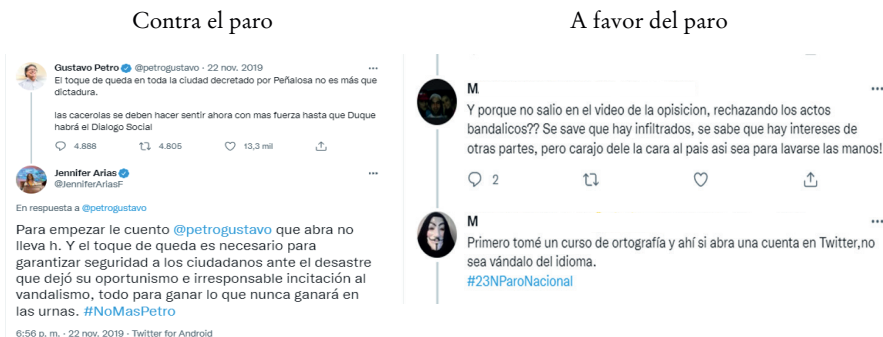 Contra el paro
Gustavo Petro @petrogustavo · 22 nov. 2019
El toque de queda en toda la ciudad decretado por Peñalosa no es más que
dictadura.
las cacerolas se deben hacer sentir ahora con mas fuerza hasta que Duque
habrá el Dialogo Social
4.888 4.805 13,3 mil
Jennifer Arias
@JenniferAriasF
En respuesta a @petrogustavo
Para empezar le cuento @petrogustavo que abra no
lleva h. Y el toque de queda es necesario para
garantizar seguridad a los ciudadanos ante el desastre
que dejó su oportunismo e irresponsable incitación al
vandalismo, todo para ganar lo que nunca ganará en
las urnas. #NoMasPetro
6:56 p. m. · 22 nov. 2019 · Twitter for Android
A favor del paro
M.
Y porque no salio en el video de la opisicion, rechazando los actos
bandalicos?? Se save que hay infiltrados, se sabe que hay intereses de
otras partes, pero carajo dele la cara al pais asi sea para lavarse las manos!
2
M
Primero tomé un curso de ortografía y ahí si abra una cuenta en Twitter,no
sea vándalo del idioma.
#23NParoNacional